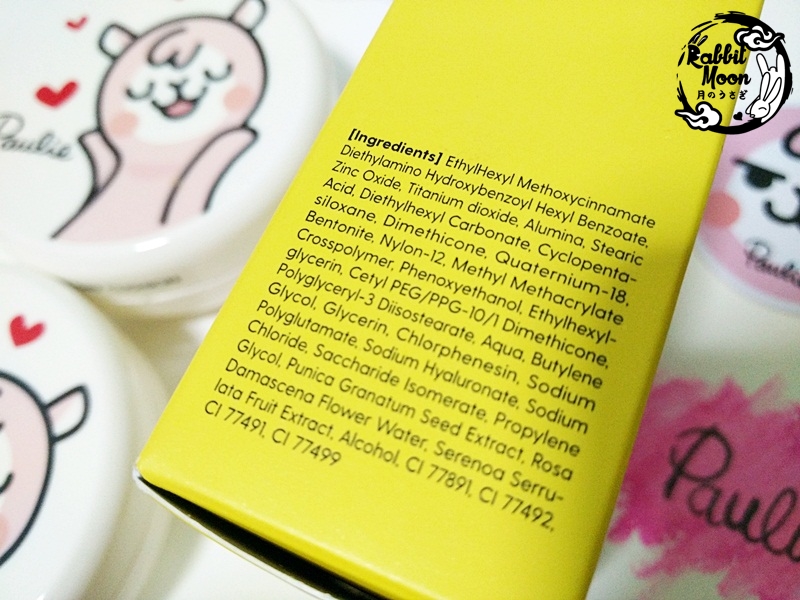 Rabbit
Moon
月のうさぎ
Paulie
[Ingredients] EthylHexyl Methoxycinnamate
Diethylamino Hydroxybenzoyl Hexyl Benzoate,
Zinc Oxide, Titanium dioxide, Alumina, Stearic
Acid, Diethylhexyl Carbonate, Cyclopenta-
siloxane, Dimethicone, Quaternium-18,
Bentonite, Nylon-12, Methyl Methacrylate
Crosspolymer, Phenoxyethanol, Ethylhexyl-
glycerin, Cetyl PEG/PPG-10/1 Dimethicone,
Polyglyceryl-3 Diisostearate, Aqua, Butylene
Glycol, Glycerin, Chlorphenesin, Sodium
Polyglutamate, Sodium Hyaluronate, Sodium
Chloride, Saccharide Isomerate, Propylene
Glycol, Punica Granatum Seed Extract, Rosa
Damascena Flower Water, Serenoa Serru-
lata Fruit Extract, Alcohol, CI 77891, CI 77492,
CI 77491, CI 77499
Paulie
Paulie